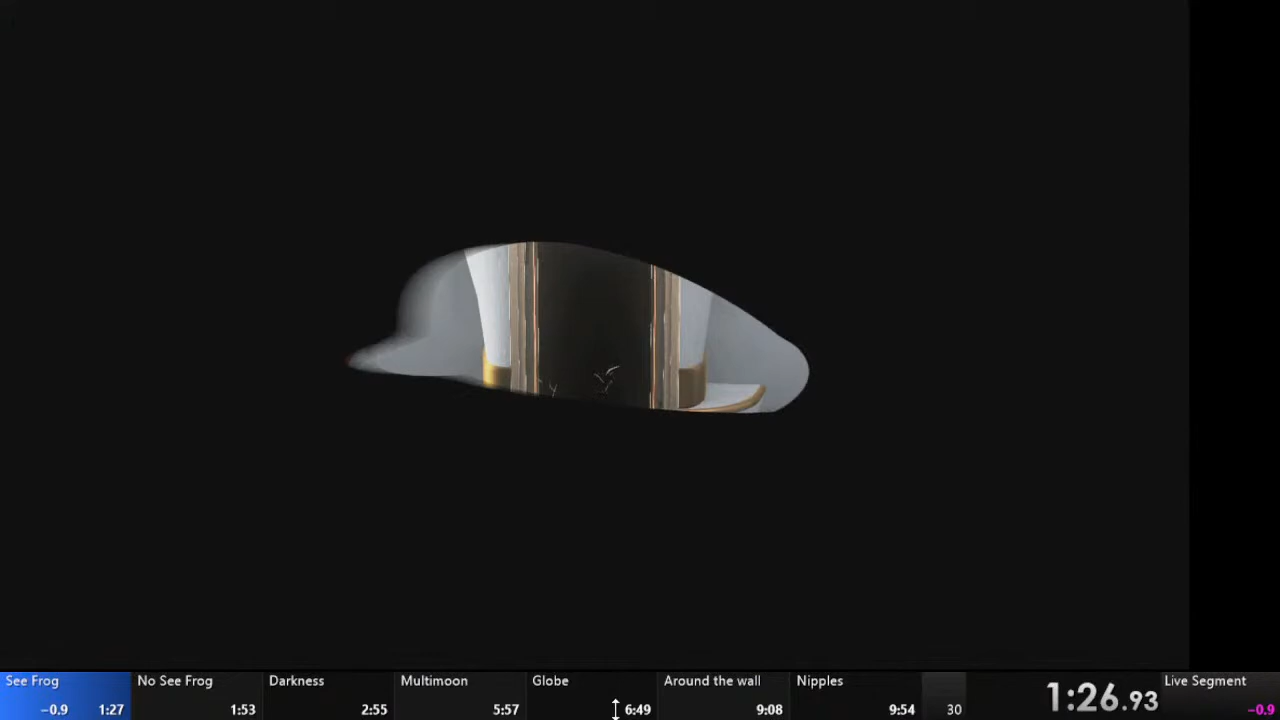 See Frog
−0.9 1:27
No See Frog
1:53
Darkness
2:55
Multimoon
5:57
Globe
6:49
Around the wall
9:08
Nipples
9:54
30
1:26.93
Live Segment
−0.9